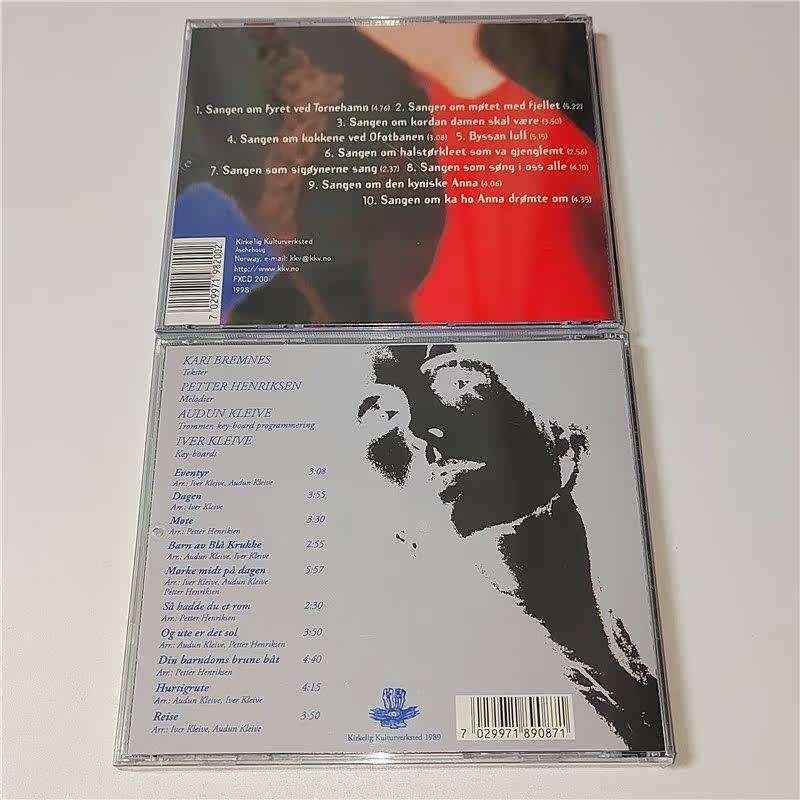 1. Sangen om fyret ved Tornehamn (4.76) 2. Sangen om møtet med fjellet (5.22)
3. Sangen om kordan damen skal være (3.50)
4. Sangen om kokkene ved Ofotbanen (3.08) 5. Byssan lull (5.15)
6. Sangen om halstørkleet som va gjenglemt (2.56)
7. Sangen som sigøynerne sang (2.37) 8. Sangen som søng i oss alle (4.10)
9. Sangen om den kyniske Anna (4.06)
10. Sangen om ka ho Anna drømte om (4.35)
Kirkelig Kulturverksted
Aschehoug
Norway, e-mail: kkv@kkv.no
http://www.kkv.no
FXCD 200
1998
7 029971 982002
KARI BREMNES
Tekster
PETTER HENRIKSEN
Melodier
AUDUN KLEIVE
Trommer, key-board programmering
IVER KLEIVE
Key-boards
Eventyr 3:08
Arr.: Iver Kleive, Audun Kleive
Dagen 3:55
Arr.: Iver Kleive
Møte 3:30
Arr.: Petter Henriksen
Barn av Blå Krukke 2:55
Arr.: Audun Kleive, Iver Kleive
Mørke midt på dagen 5:57
Arr.: Iver Kleive, Audun Kleive
Petter Henriksen
Så hadde du et rom 2:30
Arr.: Petter Henriksen
Og ute er det sol 3:50
Arr.: Audun Kleive, Petter Henriksen
Din barndoms brune båt 4:40
Arr.: Petter Henriksen
Hurtigrute 4:15
Arr.: Audun Kleive, Iver Kleive
Reise 3:50
Arr.: Iver Kleive, Audun Kleive
Kirkelig Kulturverksted 1989
7 029971 890871